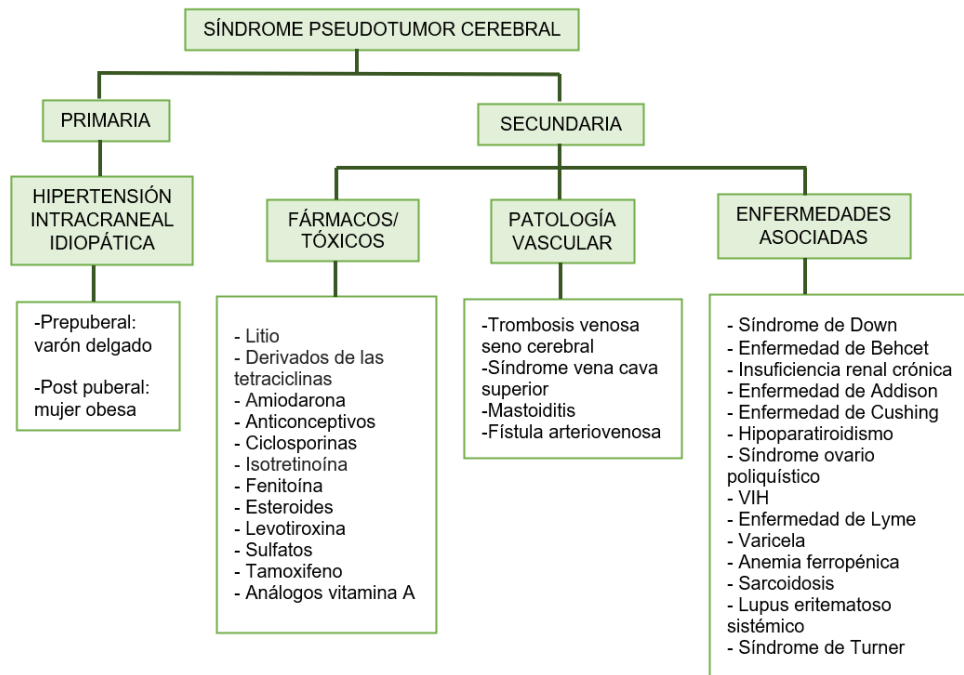 SÍNDROME PSEUDOTUMOR CEREBRAL
PRIMARIA
SECUNDARIA
HIPERTENSIÓN
INTRACRANEAL
IDIOPÁTICA
FÁRMACOS/
TÓXICOS
PATOLOGÍA
VASCULAR
ENFERMEDADES
ASOCIADAS
-Prepuberal:
varón delgado
-Post puberal:
mujer obesa
- Litio
- Derivados de las
tetraciclinas
- Amiodarona
- Anticonceptivos
- Ciclosporinas
- Isotretinoína
- Fenitoína
- Esteroides
- Levotiroxina
- Sulfatos
- Tamoxifeno
- Análogos vitamina A
-Trombosis venosa
seno cerebral
-Síndrome vena cava
superior
-Mastoiditis
-Fístula arteriovenosa
- Síndrome de Down
- Enfermedad de Behcet
- Insuficiencia renal crónica
- Enfermedad de Addison
- Enfermedad de Cushing
- Hipoparatiroidismo
- Síndrome ovario
poliquístico
- VIH
- Enfermedad de Lyme
- Varicela
- Anemia ferropénica
- Sarcoidosis
- Lupus eritematoso
sistémico
- Síndrome de Turner